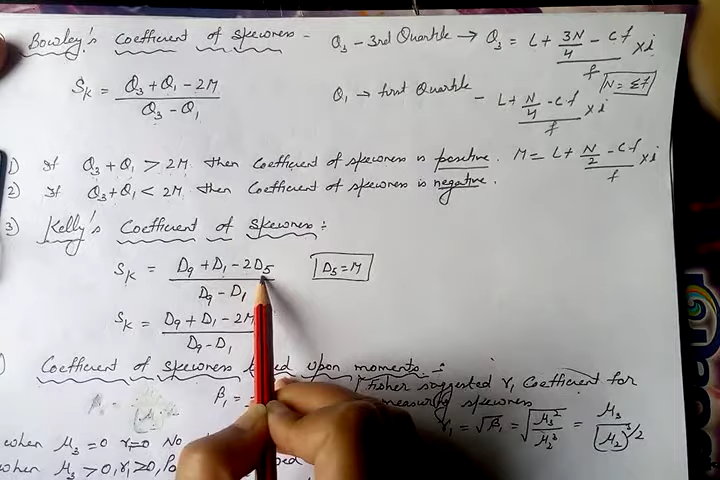 Bowley's Coefficient of skewness - Q3 - 3rd Quartile → Q3 = L + (3N/4 - Cf)/f × i
SK = (Q3 + Q1 - 2M)/(Q3 - Q1)
Q1 → first Quartile - L + (N/4 - Cf)/f × i
N = Σf
1) If Q3 + Q1 > 2M then Coefficient of skewness is positive. M = L + (N/2 - Cf)/f × i
2) If Q3 + Q1 < 2M then Coefficient of skewness is negative.
3) Kelly's Coefficient of Skewness :
SK = (D9 + D1 - 2D5)/(D9 - D1)
D5 = M
SK = (D9 + D1 - 2M
D9 - D1
Coefficient of skewness upon moments :-
β1 =
Fisher suggested γ1 Coefficient for
measuring skewness
γ1 = √β1 = √(μ3²/μ2³) = μ3/(μ2)^3/2
when μ3 = 0 γ1 = 0 No
when μ3 > 0, γ1 > 0,